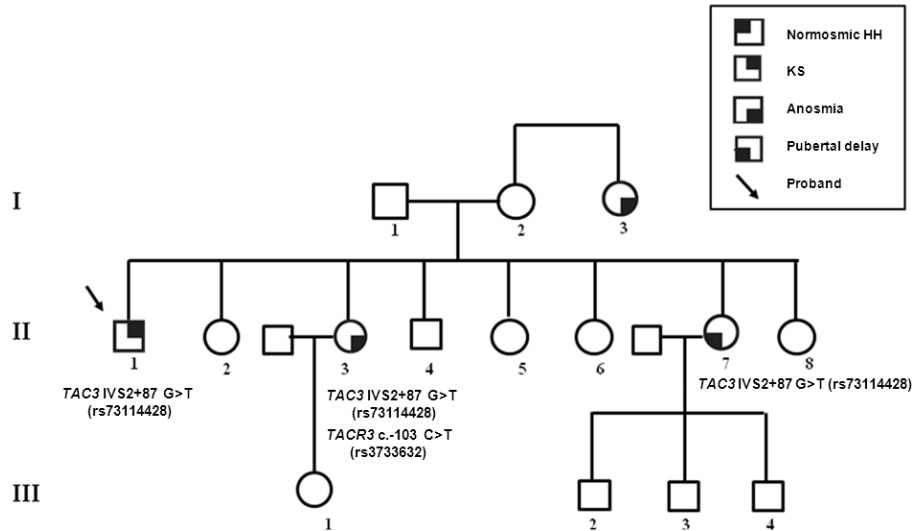 Normosmic HH
KS
Anosmia
Pubertal delay
Proband
I
1
2
3
II
1
2
3
4
5
6
7
8
TAC3 IVS2+87 G>T
(rs73114428)
TAC3 IVS2+87 G>T
(rs73114428)
TACR3 c.-103 C>T
(rs3733632)
TAC3 IVS2+87 G>T (rs73114428)
III
1
2
3
4